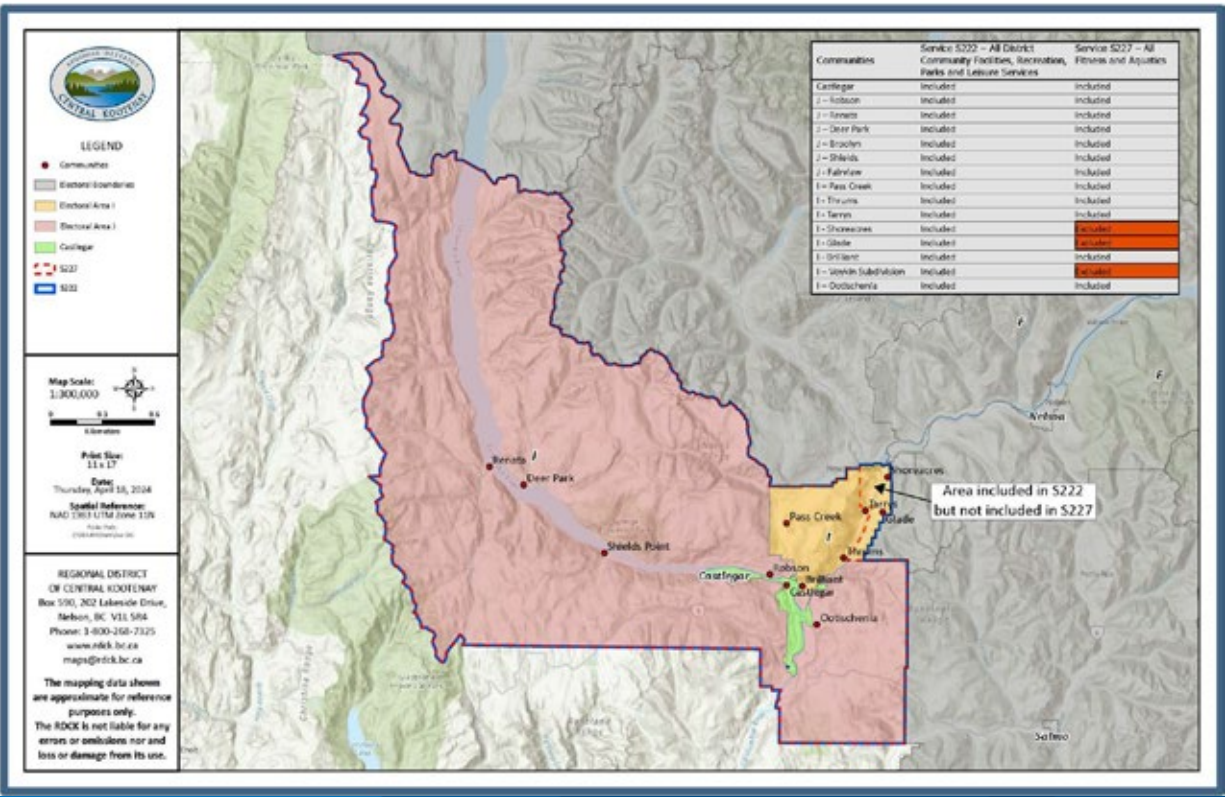 REGIONAL DISTRICT
CENTRAL KOOTENAY
LEGEND
Communities
Electoral Boundaries
Electoral Area I
Electoral Area J
Castlegar
S227
S222
Map Scale:
1:300,000
Kilometers
Print Size:
11 x 17
Date:
Thursday, April 18, 2024
Spatial Reference:
NAD 1983 UTM Zone 11N
REGIONAL DISTRICT
OF CENTRAL KOOTENAY
Box 590, 202 Lakeside Drive,
Nelson, BC V1L 5R4
Phone: 1-800-268-7325
www.rdck.bc.ca
maps@rdck.bc.ca
The mapping data shown
are approximate for reference
purposes only.
The RDCK is not liable for any
errors or omissions nor and
loss or damage from its use.
Communities Service S222 – All District Community Facilities, Recreation, Parks and Leisure Services Service S227 – All Fitness and Aquatics
Castlegar Included Included
J – Robson Included Included
J – Renata Included Included
J – Deer Park Included Included
J – Included Included
J – Shields Included Included
J - Fairview Included Included
I – Pass Creek Included Included
I - Thrums Included Included
I - Tarrys Included Included
I - Shoreacres Included Excluded
I - Glade Included Excluded
I - Brilliant Included Included
I – Voykin Subdivision Included Excluded
I – Ootischenia Included Included
Renata
J
Deer Park
Shields Point
Castlegar
Robson
Brilliant
Castlegar
Ootischenia
Pass Creek
I
Thrums
Tarrys
Glade
Shoreacres
Area included in S222
but not included in S227
Nelson
F
E
Salmo